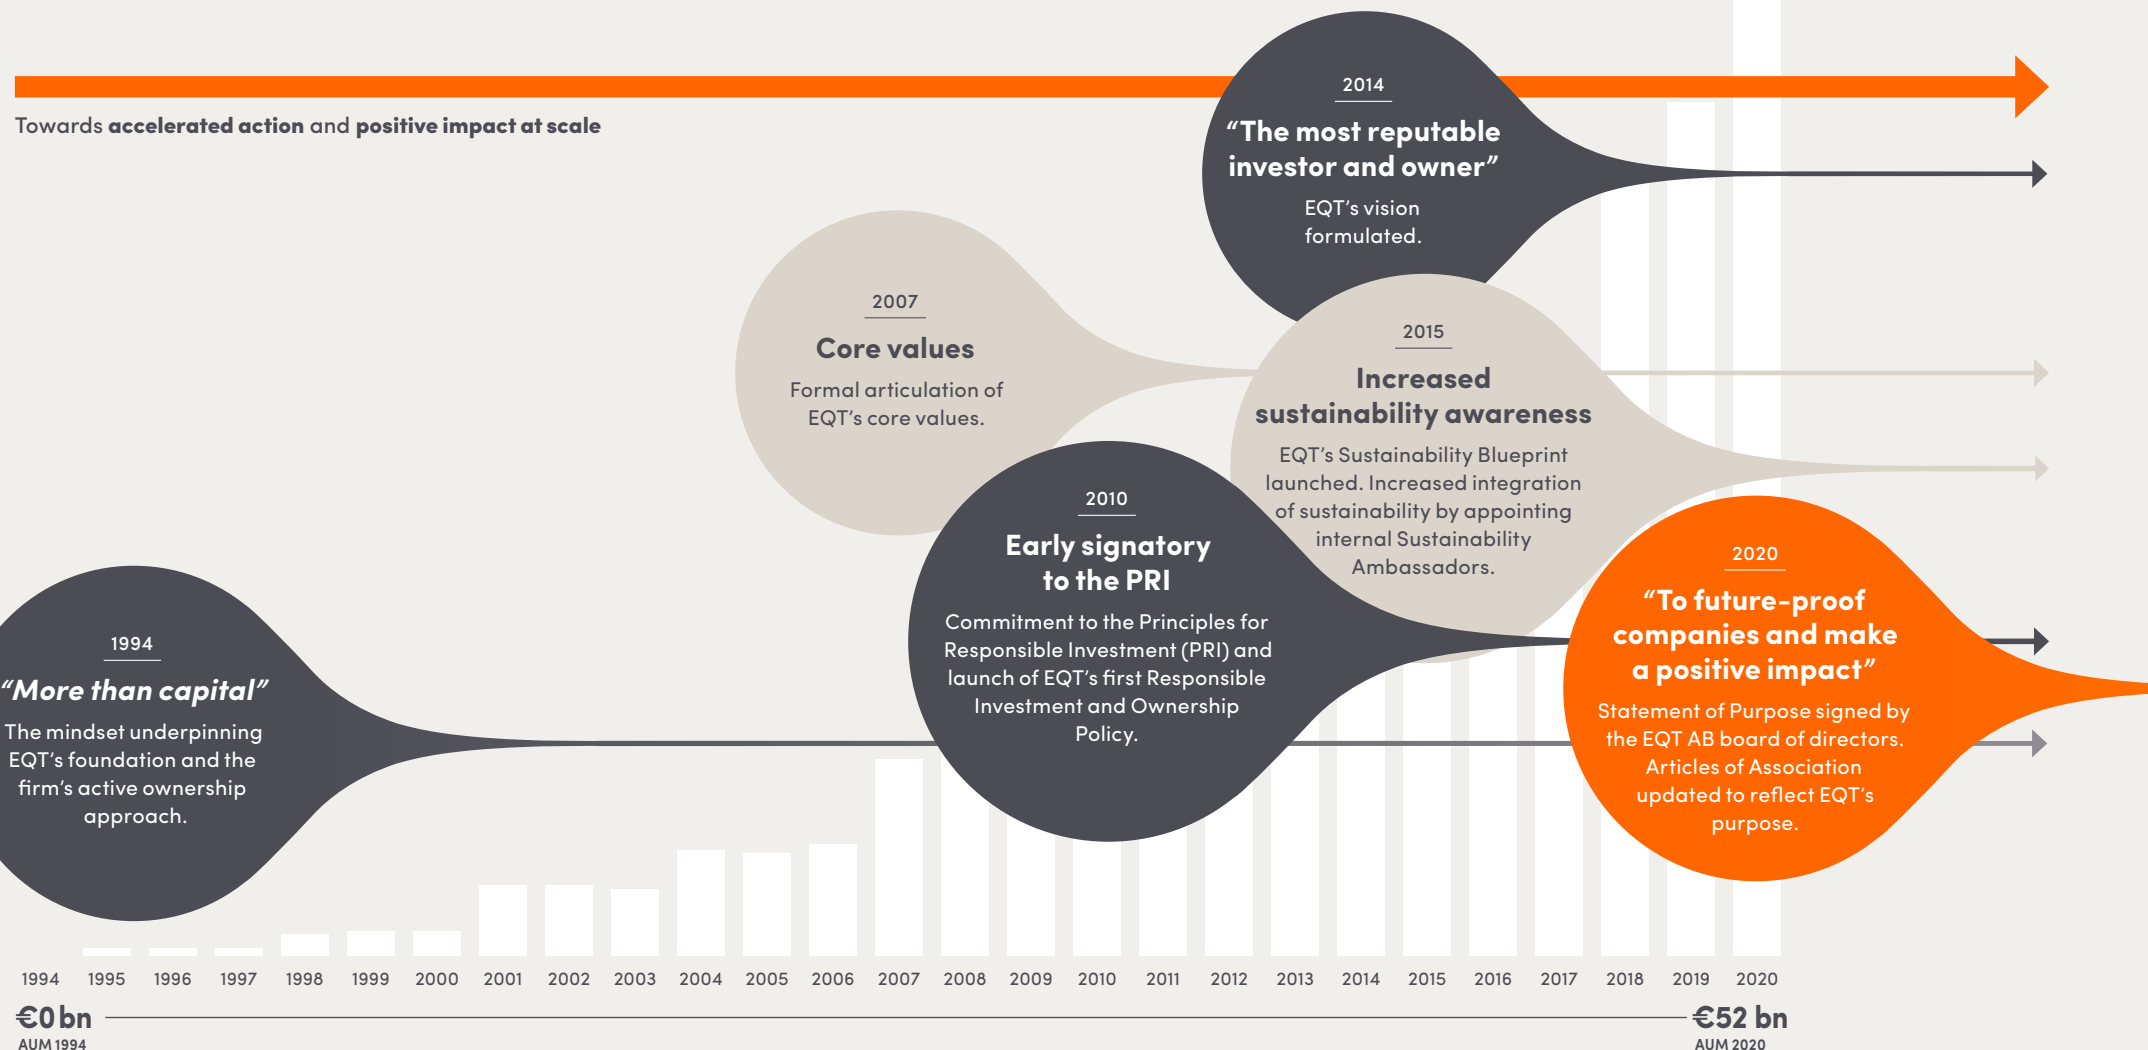 Towards accelerated action and positive impact at scale
2014
“The most reputable
investor and owner”
EQT’s vision
formulated.
2007
Core values
Formal articulation of
EQT’s core values.
2015
Increased
sustainability awareness
EQT’s Sustainability Blueprint
launched. Increased integration
of sustainability by appointing
internal Sustainability
Ambassadors.
2010
Early signatory
to the PRI
Commitment to the Principles for
Responsible Investment (PRI) and
launch of EQT’s first Responsible
Investment and Ownership
Policy.
2020
“To future-proof
companies and make
a positive impact”
Statement of Purpose signed by
the EQT AB board of directors.
Articles of Association
updated to reflect EQT’s
purpose.
1994
“More than capital”
The mindset underpinning
EQT’s foundation and the
firm’s active ownership
approach.
1994 1995 1996 1997 1998 1999 2000 2001 2002 2003 2004 2005 2006 2007 2008 2009 2010 2011 2012 2013 2014 2015 2016 2017 2018 2019 2020
€0 bn €52 bn
AUM 1994 AUM 2020